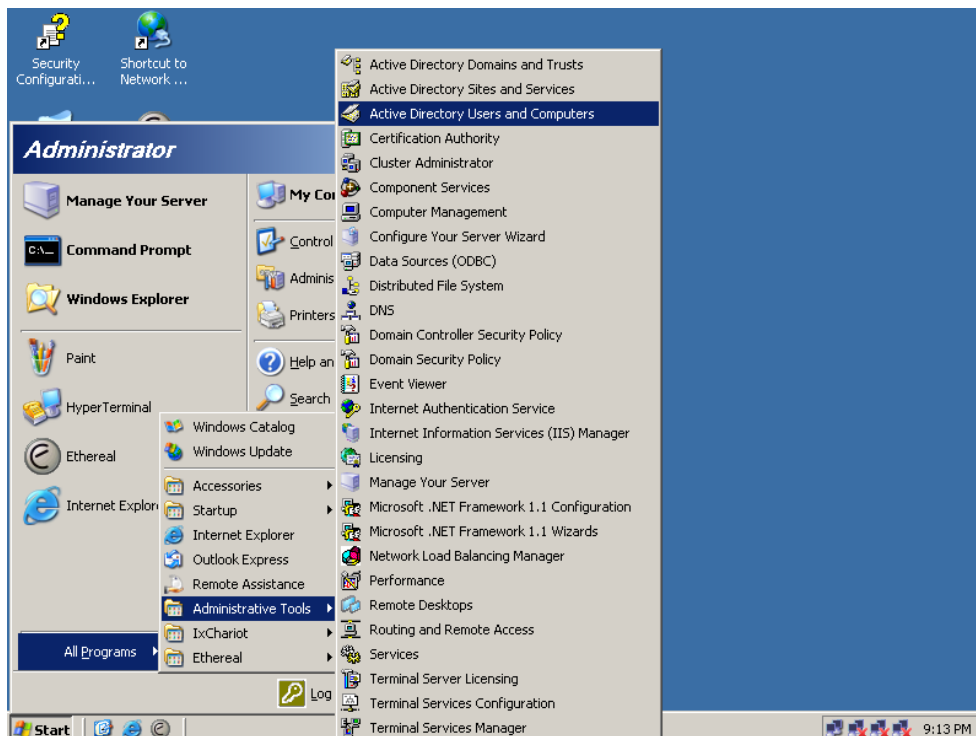 Security
Configurati...
Shortcut to
Network ...
Administrator
Manage Your Server
Command Prompt
Windows Explorer
Paint
HyperTerminal
Ethereal
Internet Explor
My Co
Control
Adminis
Printers
Help an
Search
Log
All Programs
Windows Catalog
Windows Update
Accessories
Startup
Internet Explorer
Outlook Express
Remote Assistance
Administrative Tools
IxChariot
Ethereal
Active Directory Domains and Trusts
Active Directory Sites and Services
Active Directory Users and Computers
Certification Authority
Cluster Administrator
Component Services
Computer Management
Configure Your Server Wizard
Data Sources (ODBC)
Distributed File System
DNS
Domain Controller Security Policy
Domain Security Policy
Event Viewer
Internet Authentication Service
Internet Information Services (IIS) Manager
Licensing
Manage Your Server
Microsoft .NET Framework 1.1 Configuration
Microsoft .NET Framework 1.1 Wizards
Network Load Balancing Manager
Performance
Remote Desktops
Routing and Remote Access
Services
Terminal Server Licensing
Terminal Services Configuration
Terminal Services Manager
Start
9:13 PM